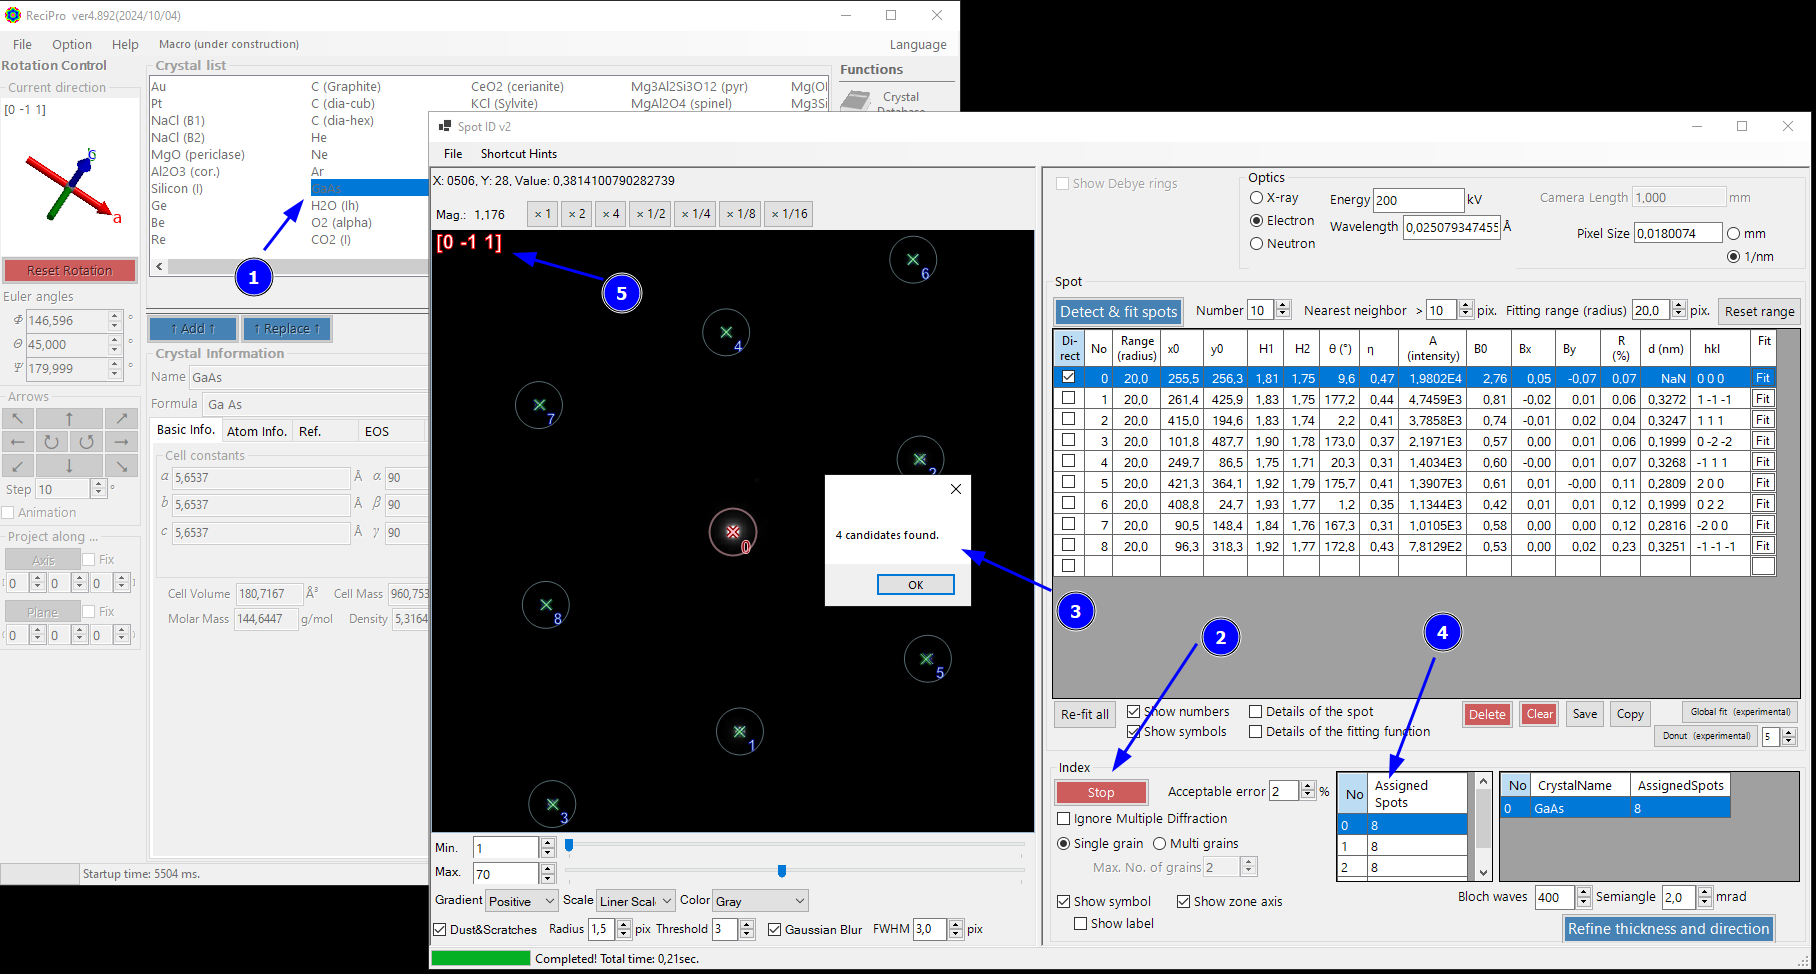 ReciPro  ver4.892(2024/10/04)
File Option Help Macro (under construction) Language
Rotation Control
Current direction
[0 -1 1]
a
Reset Rotation
Euler angles
Φ 146,596 °
Θ 45,000 °
Ψ 179,999 °
Arrows
Step 10 °
Animation
Project along ...
Axis Fix
0 0 0
Plane Fix
0 0 0
Crystal list
Au C (Graphite) CeO2 (cerianite) Mg3Al2Si3O12 (pyr) Mg(OH
Pt C (dia-cub) KCl (Sylvite) MgAl2O4 (spinel) Mg3Si
NaCl (B1) C (dia-hex)
NaCl (B2) He
MgO (periclase) Ne
Al2O3 (cor.) Ar
Silicon (I) GaAs
Ge H2O (Ih)
Be O2 (alpha)
Re CO2 (I)
Functions
Crystal
Database
1
↑ Add ↑ ↑ Replace ↑
Crystal Information
Name GaAs
Formula Ga As
Basic Info. Atom Info. Ref. EOS
Cell constants
a 5,6537 Å α 90
b 5,6537 Å β 90
c 5,6537 Å γ 90
Cell Volume 180,7167 Å³ Cell Mass 960,753
Molar Mass 144,6447 g/mol Density 5,3164
Startup time: 5504 ms.
Spot ID v2
File Shortcut Hints
X: 0506, Y: 28, Value: 0,3814100790282739
Mag.: 1,176 × 1 × 2 × 4 × 1/2 × 1/4 × 1/8 × 1/16
[0 -1 1]
5
6
4
7
2
0
8
5
1
3
4 candidates found.
OK
3
Min. 1
Max. 70
Gradient Positive Scale Liner Scal Color Gray
Dust&Scratches Radius 1,5 pix Threshold 3 Gaussian Blur FWHM 3,0 pix
Completed! Total time: 0,21sec.
Show Debye rings
Optics
X-ray
Electron
Neutron
Energy 200 kV
Wavelength 0,025079347455 Å
Camera Length 1,000 mm
Pixel Size 0,0180074 mm
1/nm
Spot
Detect & fit spots Number 10 Nearest neighbor > 10 pix. Fitting range (radius) 20,0 pix. Reset range
Di-rect No Range (radius) x0 y0 H1 H2 θ (°) η A (intensity) B0 Bx By R (%) d (nm) hkl Fit
0 20,0 255,5 256,3 1,81 1,75 9,6 0,47 1,9802E4 2,76 0,05 -0,07 0,07 NaN 0 0 0 Fit
1 20,0 261,4 425,9 1,83 1,75 177,2 0,44 4,7459E3 0,81 -0,02 0,01 0,06 0,3272 1 -1 -1 Fit
2 20,0 415,0 194,6 1,83 1,74 2,2 0,41 3,7858E3 0,74 -0,01 0,02 0,04 0,3247 1 1 1 Fit
3 20,0 101,8 487,7 1,90 1,78 173,0 0,37 2,1971E3 0,57 0,00 0,01 0,06 0,1999 0 -2 -2 Fit
4 20,0 249,7 86,5 1,75 1,71 20,3 0,31 1,4034E3 0,60 -0,00 0,01 0,07 0,3268 -1 1 1 Fit
5 20,0 421,3 364,1 1,92 1,79 175,7 0,41 1,3907E3 0,61 0,01 -0,00 0,11 0,2809 2 0 0 Fit
6 20,0 408,8 24,7 1,93 1,77 1,2 0,35 1,1344E3 0,42 0,01 0,01 0,12 0,1999 0 2 2 Fit
7 20,0 90,5 148,4 1,84 1,76 167,3 0,31 1,0105E3 0,58 0,00 0,00 0,12 0,2816 -2 0 0 Fit
8 20,0 96,3 318,3 1,92 1,77 172,8 0,43 7,8129E2 0,53 0,00 0,02 0,23 0,3251 -1 -1 -1 Fit
2
4
Re-fit all Show numbers Details of the spot Delete Clear Save Copy Global fit (experimental)
Show symbols Details of the fitting function Donut (experimental) 5
Index
Stop Acceptable error 2 %
Ignore Multiple Diffraction
Single grain Multi grains
Max. No. of grains 2
Show symbol Show zone axis
Show label
No Assigned Spots
0 8
1 8
2 8
No CrystalName AssignedSpots
0 GaAs 8
Bloch waves 400 Semiangle 2,0 mrad
Refine thickness and direction